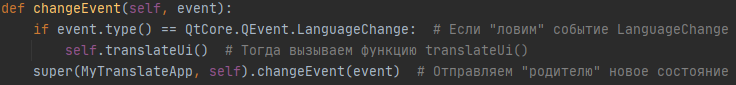 def changeEvent(self, event):
    if event.type() == QtCore.QEvent.LanguageChange:  # Если "ловим" событие LanguageChange
        self.translateUi()  # Тогда вызываем функцию translateUi()
    super(MyTranslateApp, self).changeEvent(event)  # Отправляем "родителю" новое состояние